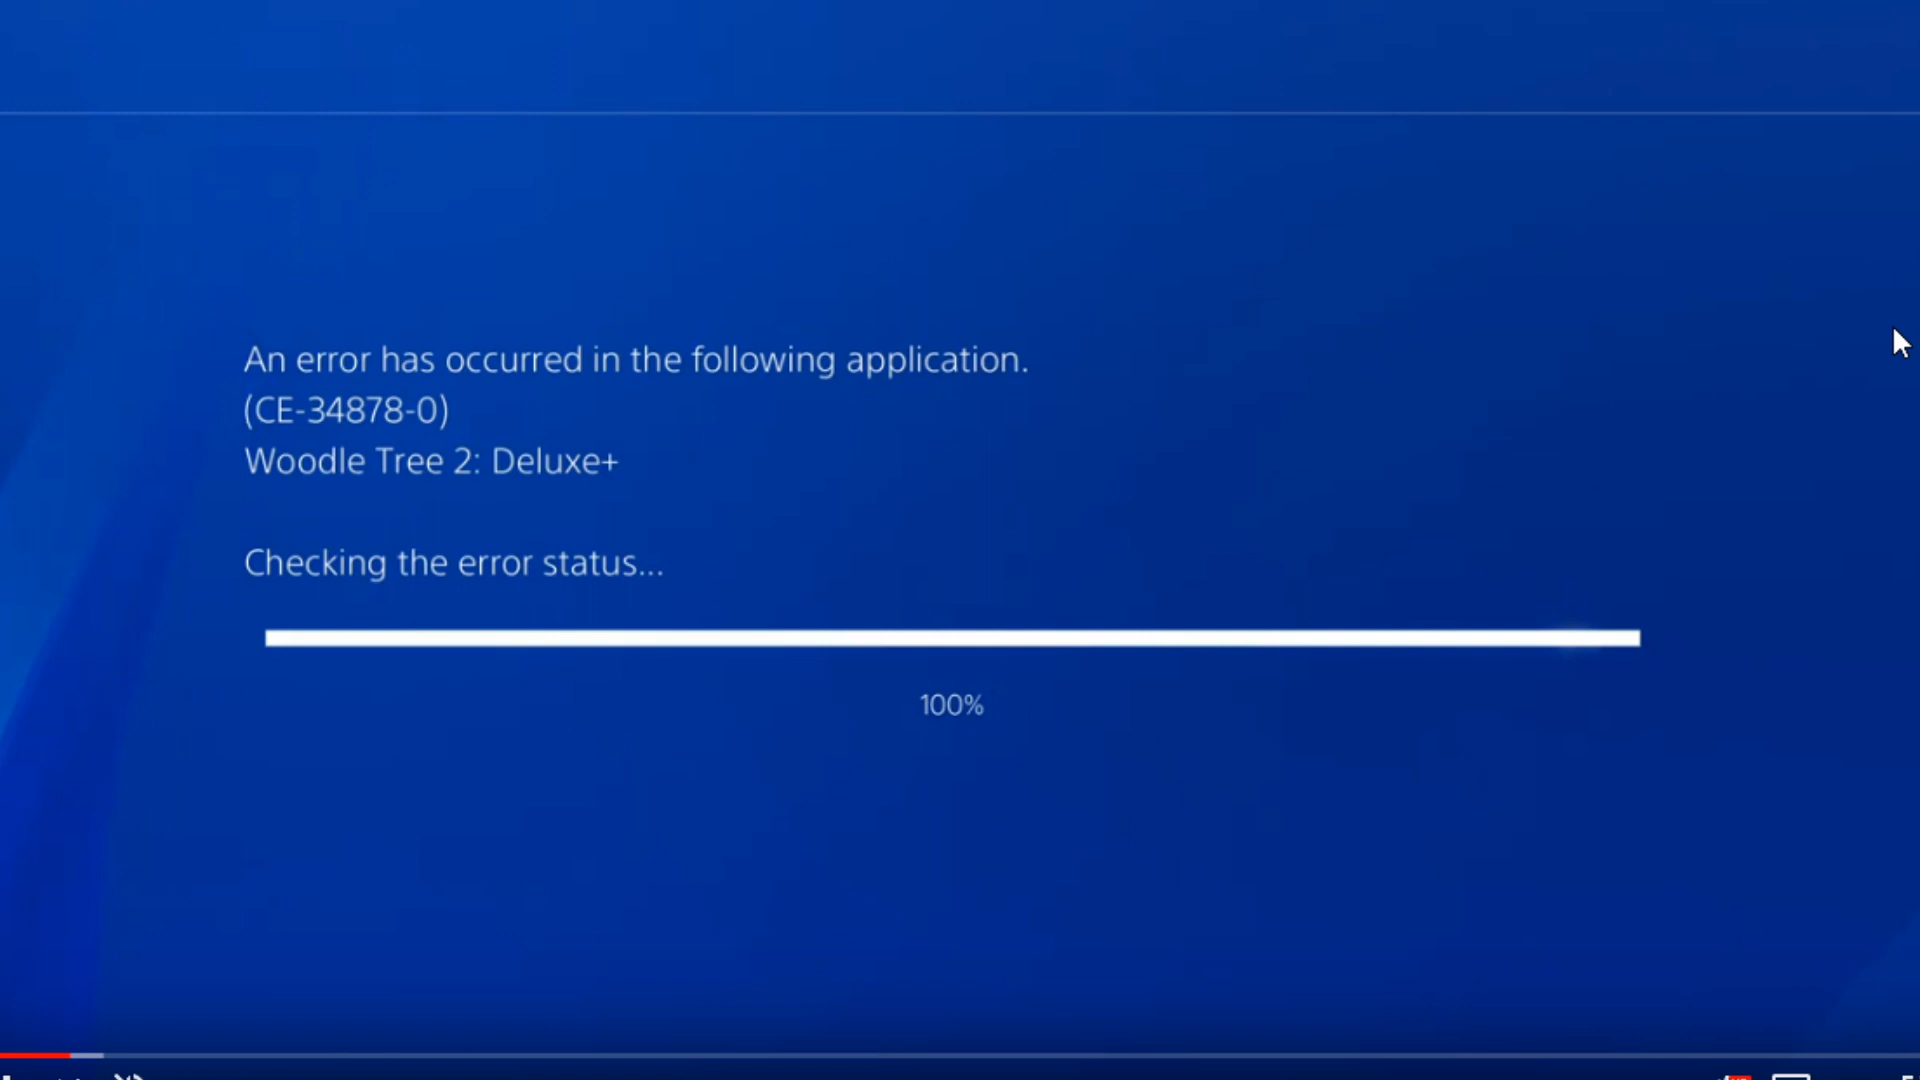 An error has occurred in the following application.
(CE-34878-0)
Woodle Tree 2: Deluxe+
Checking the error status...
100%